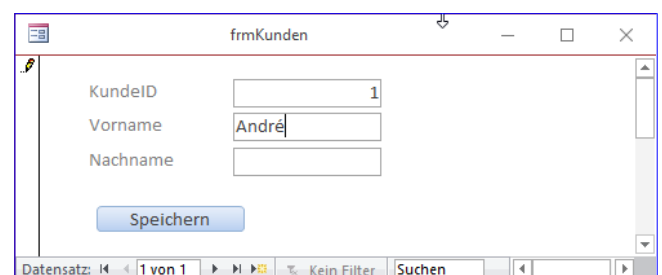 frmKunden
KundeID 1
Vorname André
Nachname
Speichern
Datensatz: 1 von 1 Kein Filter Suchen